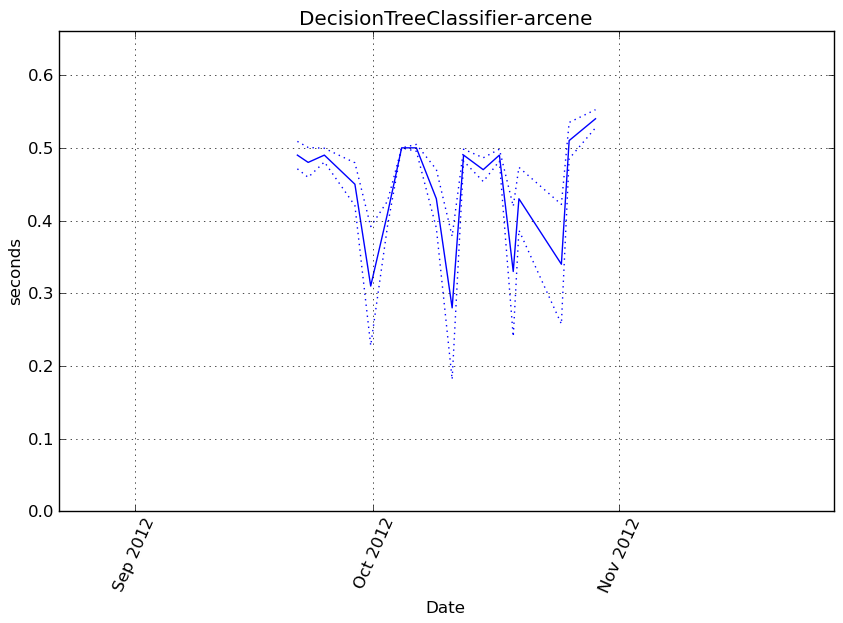 DecisionTreeClassifier-arcene
seconds
0.6
0.5
0.4
0.3
0.2
0.1
0.0
Sep 2012
Oct 2012
Nov 2012
Date